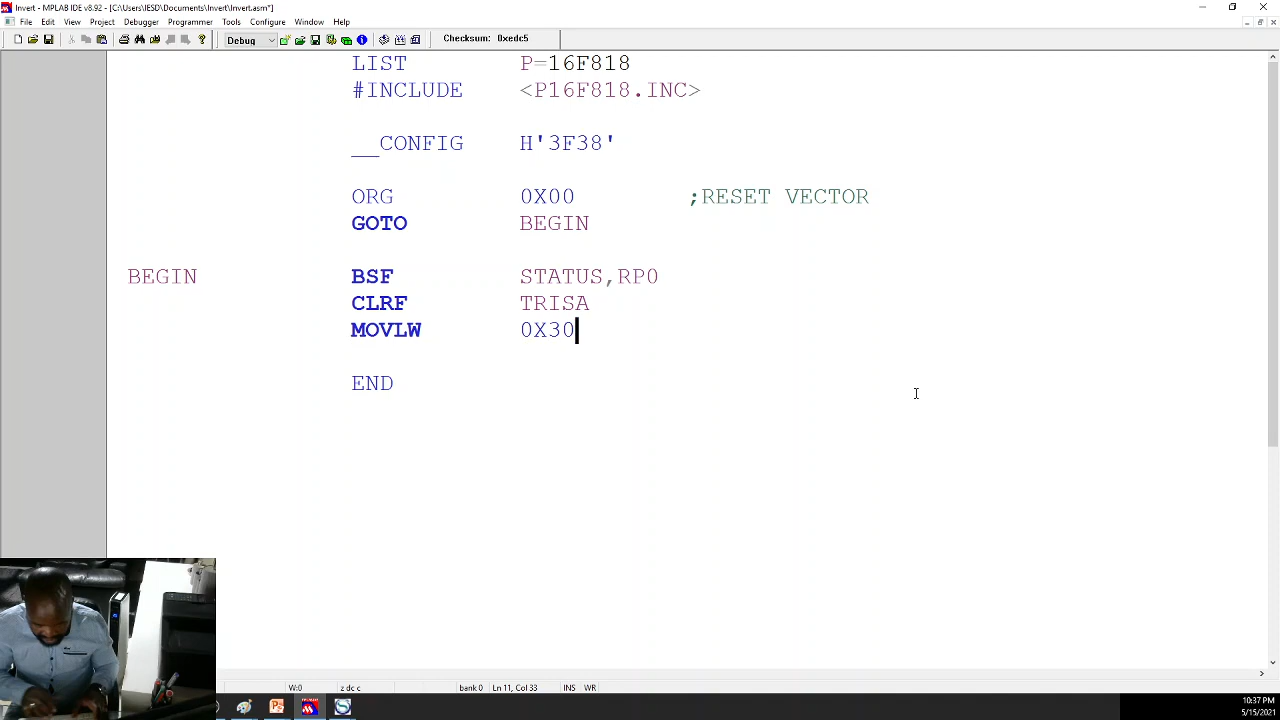 Invert - MPLAB IDE v8.92 - [C:\Users\IESD\Documents\Invert\Invert.asm*]
File Edit View Project Debugger Programmer Tools Configure Window Help
Debug Checksum: 0xedc5
LIST P=16F818
#INCLUDE <P16F818.INC>
__CONFIG H'3F38'
ORG 0X00 ;RESET VECTOR
GOTO BEGIN
BEGIN BSF STATUS,RP0
CLRF TRISA
MOVLW 0X30
END
W:0 z dc c bank 0 Ln 11, Col 33 INS WR
10:37 PM
5/15/2021